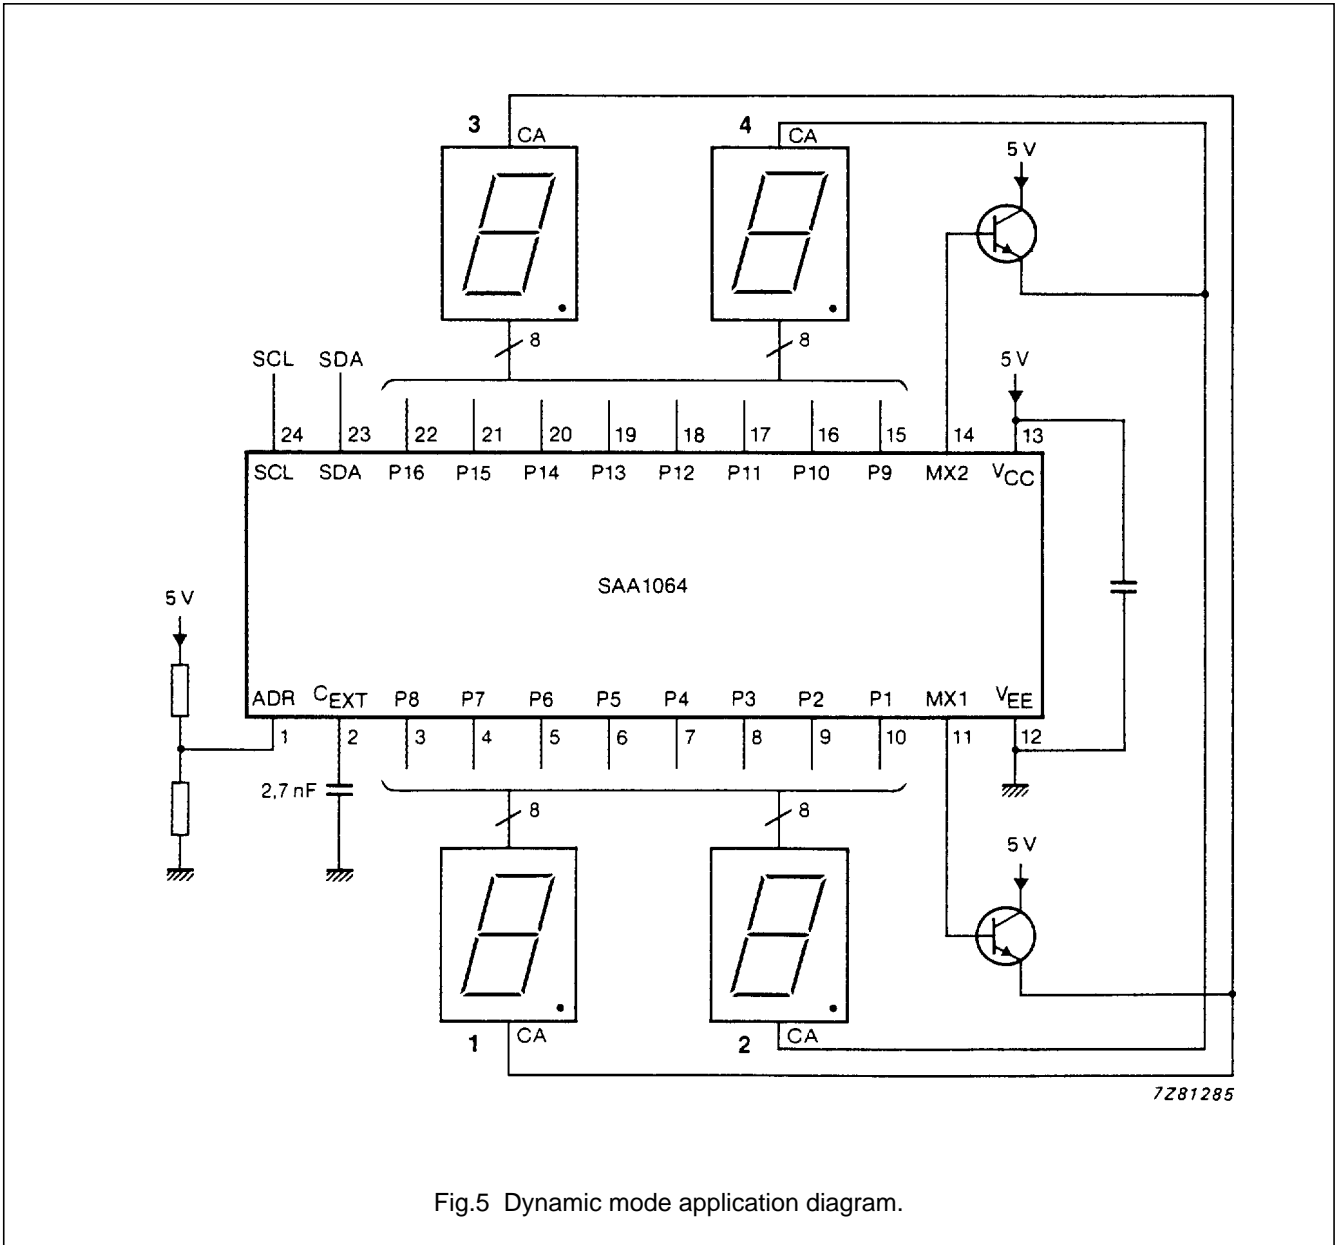 3 CA 4 CA
5 V
8 8
SCL SDA
5 V
24 23 22 21 20 19 18 17 16 15 14 13
SCL SDA P16 P15 P14 P13 P12 P11 P10 P9 MX2 VCC
SAA1064
5 V
ADR CEXT P8 P7 P6 P5 P4 P3 P2 P1 MX1 VEE
1 2 3 4 5 6 7 8 9 10 11 12
2,7 nF
8 8
5 V
1 CA 2 CA
7Z81285
Fig.5 Dynamic mode application diagram.